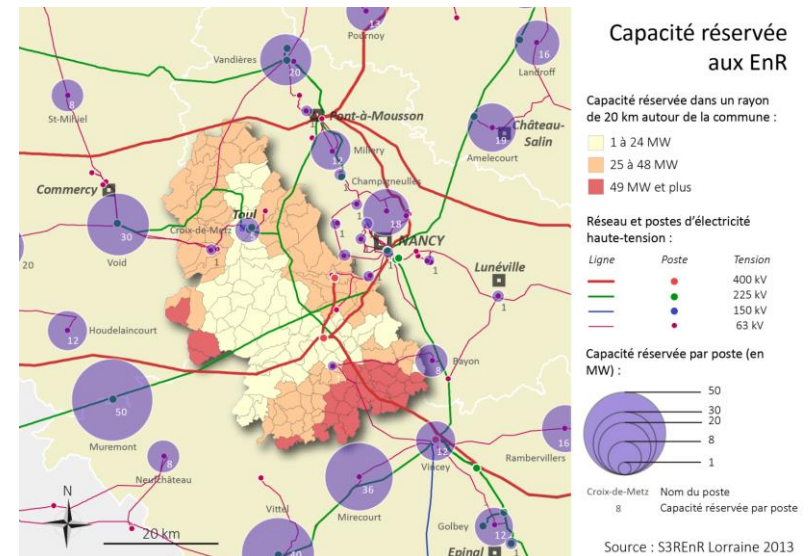 Capacité réservée
aux EnR
Capacité réservée dans un rayon
de 20 km autour de la commune :
1 à 24 MW
25 à 48 MW
49 MW et plus
Réseau et postes d'électricité
haute-tension :
Ligne Poste Tension
400 kV
225 kV
150 kV
63 kV
Capacité réservée par poste (en
MW) :
50
30
20
8
1
Croix-de-Metz Nom du poste
8 Capacité réservée par poste
Source : S3REnR Lorraine 2013
Pournoy
Vandières
20
16
Landroff
8
St-Mihiel
Pont-à-Mousson
1
Château-
Salin
19
Amelecourt
Millery
12
Champigneulles
Commercy
Toul
Croix-de-Metz
18
NANCY
30
Void
1
1
1
1
Lunéville
1
20
12
Houdelaincourt
Bayon
8
50
Muremont
8
Neufchâteau
12
Vincey
16
Rambervillers
36
Mirecourt
Vittel
Golbey
12
Epinal
N
20 km